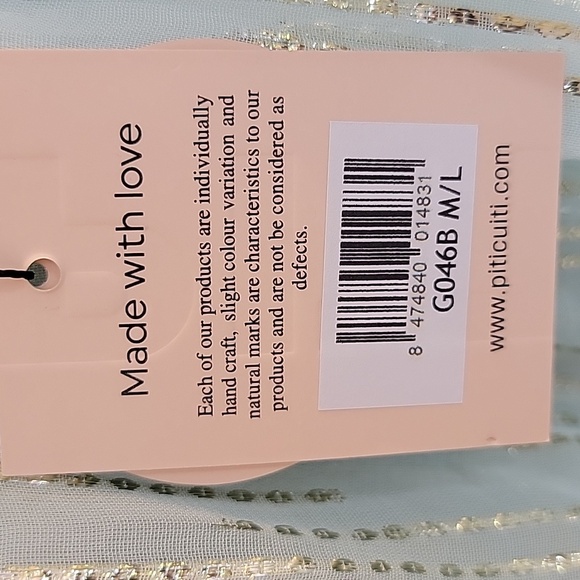 Made with love
Each of our products are individually
hand craft, slight colour variation and
natural marks are characteristics to our
products and are not be considered as
defects.
8 474840 014831
G046B M/L
www.piticuiti.com